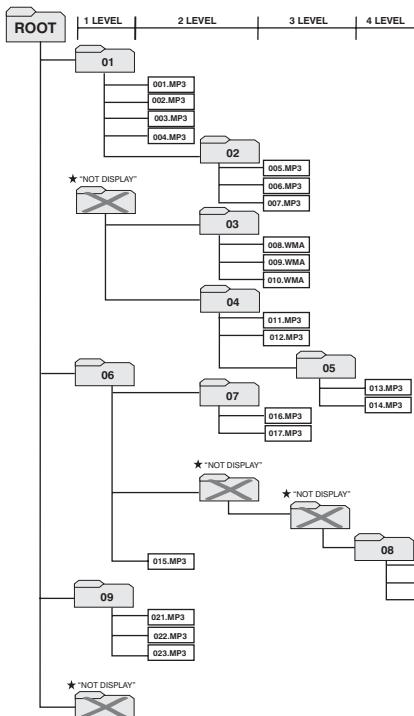 ROOT 1 LEVEL 2 LEVEL 3 LEVEL 4 LEVEL
01
001.MP3
002.MP3
003.MP3
004.MP3
02
★ "NOT DISPLAY"
005.MP3
006.MP3
007.MP3
03
008.WMA
009.WMA
010.WMA
04
011.MP3
012.MP3
05
06
013.MP3
07
014.MP3
016.MP3
017.MP3
★ "NOT DISPLAY"
★ "NOT DISPLAY"
08
015.MP3
09
021.MP3
022.MP3
023.MP3
★ "NOT DISPLAY"